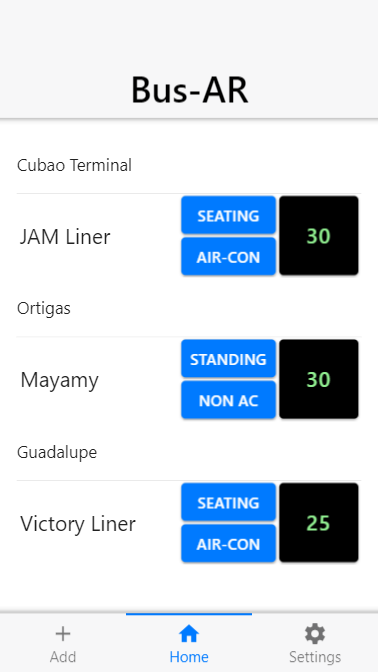 Bus-AR
Cubao Terminal
JAM Liner
SEATING
AIR-CON
30
Ortigas
Mayamy
STANDING
NON AC
30
Guadalupe
Victory Liner
SEATING
AIR-CON
25
Add
Home
Settings